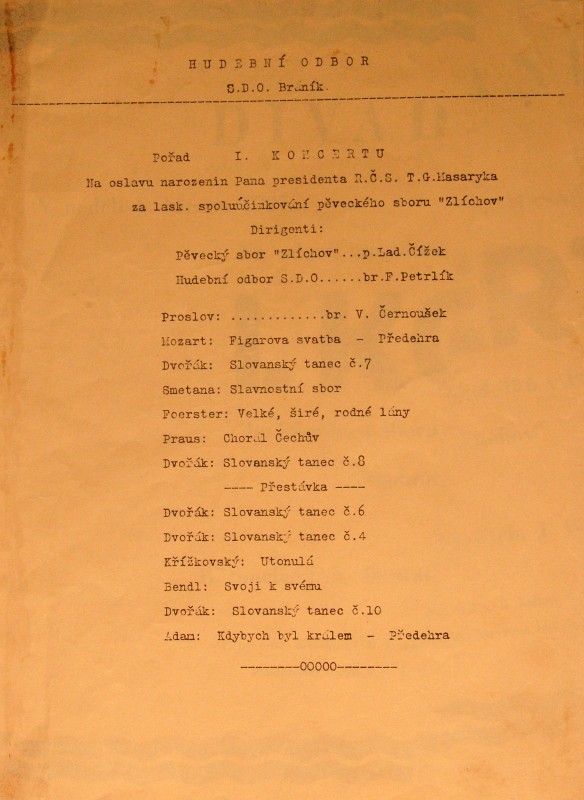 HUDEBNÍ ODBOR
S.D.O. Braník.
Pořad I. KONCERTU
Na oslavu narozenin Pana presidenta R.Č.S. T.G.Masaryka
za lask. spoluúčinkování pěveckého sboru "Zlíchov"
Dirigenti:
Pěvecký sbor "Zlíchov"...p.Lad.Čížek
Hudební odbor S.D.O......br.F.Petrlík
Proslov: .............br. V. Černoušek
Mozart: Figarova svatba - Předehra
Dvořák: Slovanský tanec č.7
Smetana: Slavnostní sbor
Foerster: Velké, širé, rodné lány
Praus: Chorál Čechův
Dvořák: Slovanský tanec č.8
---- Přestávka ----
Dvořák: Slovanský tanec č.6
Dvořák: Slovanský tanec č.4
Křížkovský: Utonulá
Bendl: Svoji k svému
Dvořák: Slovanský tanec č.10
Adam: Kdybych byl králem - Předehra
--------OOOOO--------